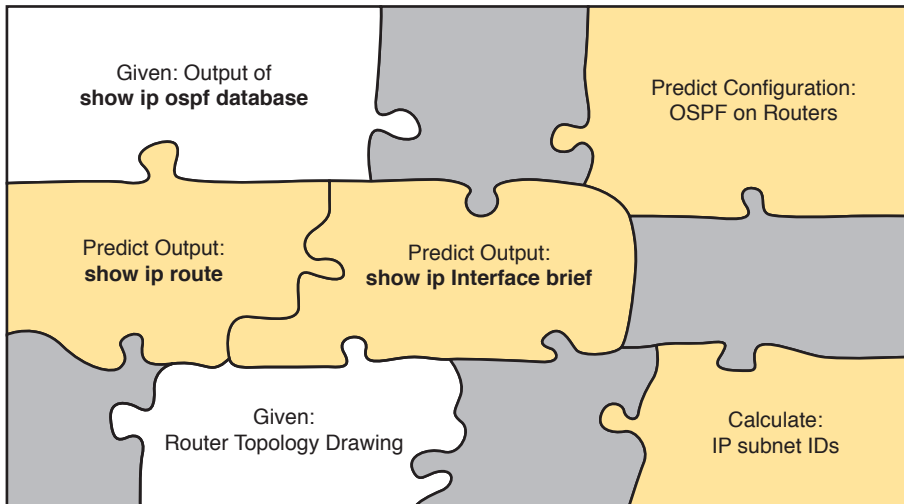 Given: Output of
show ip ospf database
Predict Configuration:
OSPF on Routers
Predict Output:
show ip route
Predict Output:
show ip Interface brief
Given:
Router Topology Drawing
Calculate:
IP subnet IDs